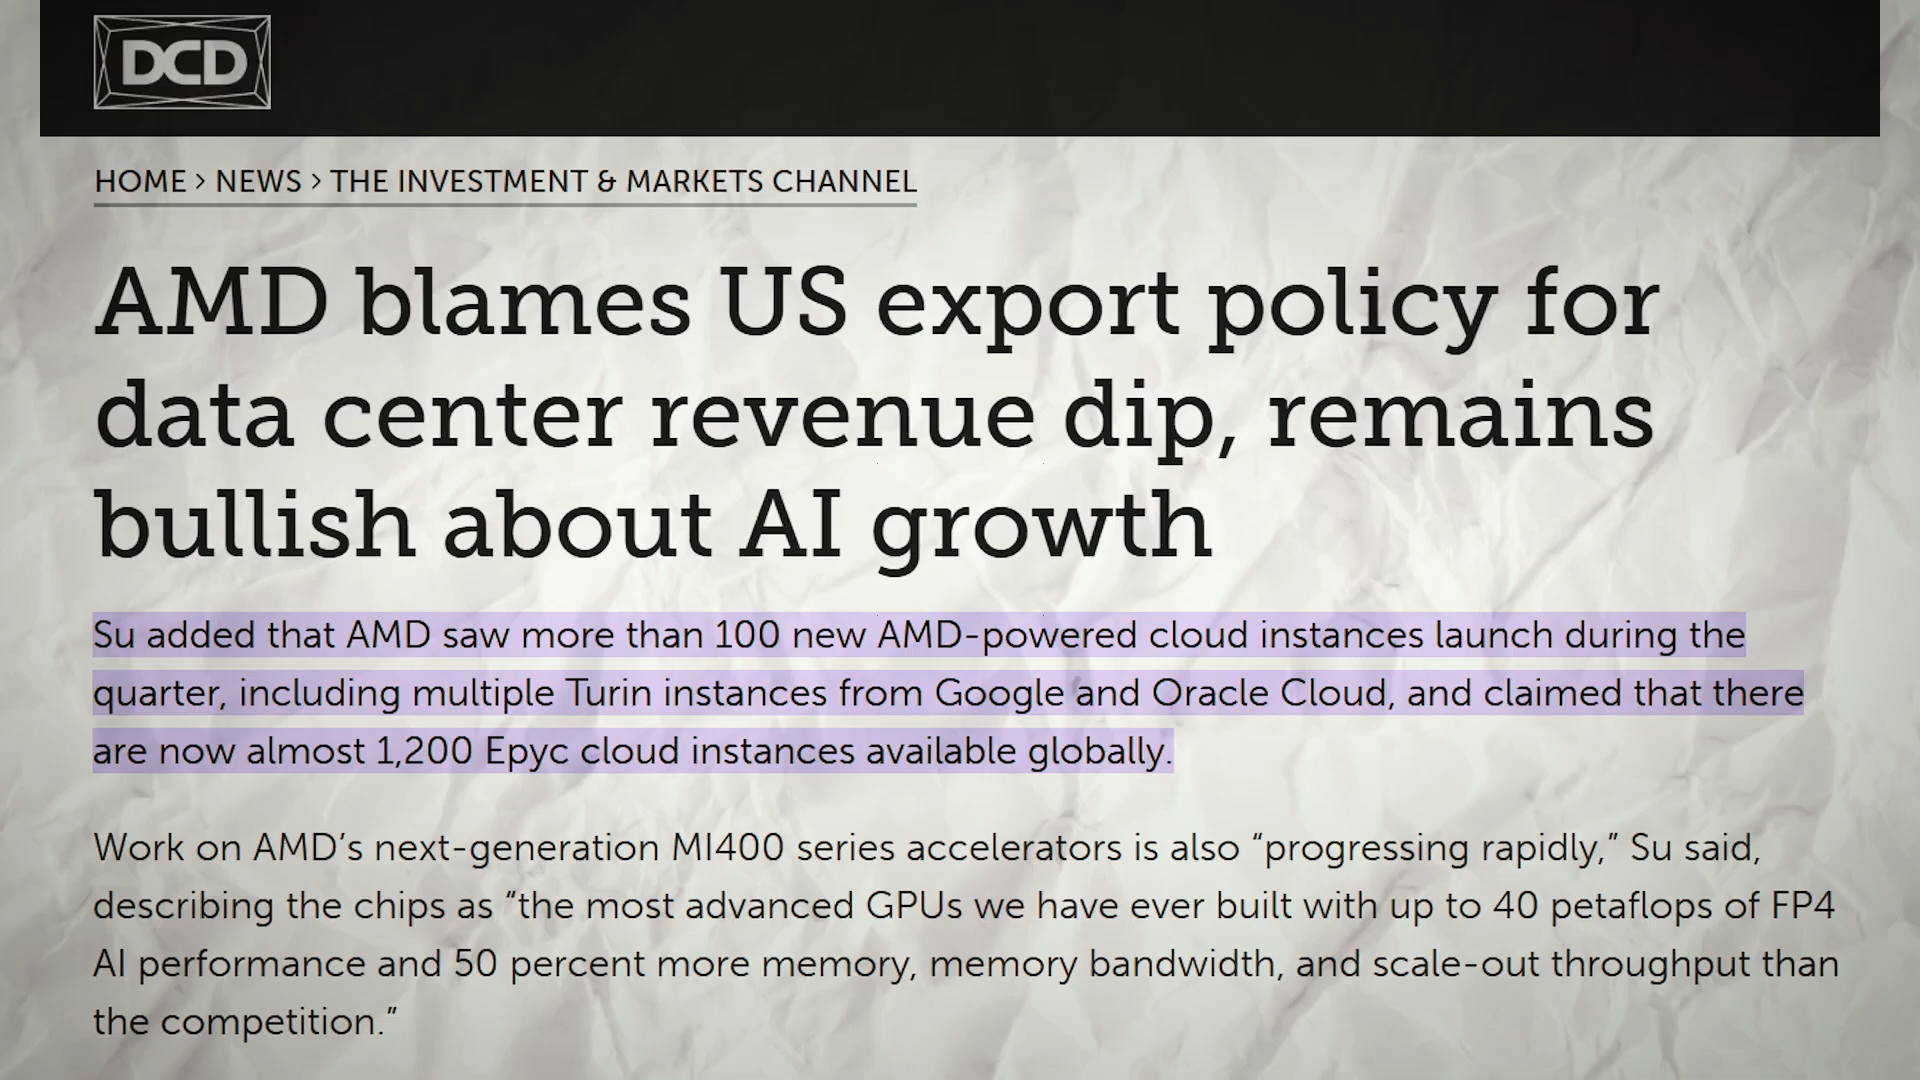 DCD
HOME > NEWS > THE INVESTMENT & MARKETS CHANNEL
AMD blames US export policy for
data center revenue dip, remains
bullish about AI growth
Su added that AMD saw more than 100 new AMD-powered cloud instances launch during the
quarter, including multiple Turin instances from Google and Oracle Cloud, and claimed that there
are now almost 1,200 Epyc cloud instances available globally.
Work on AMD’s next-generation MI400 series accelerators is also “progressing rapidly,” Su said,
describing the chips as “the most advanced GPUs we have ever built with up to 40 petaflops of FP4
AI performance and 50 percent more memory, memory bandwidth, and scale-out throughput than
the competition.”